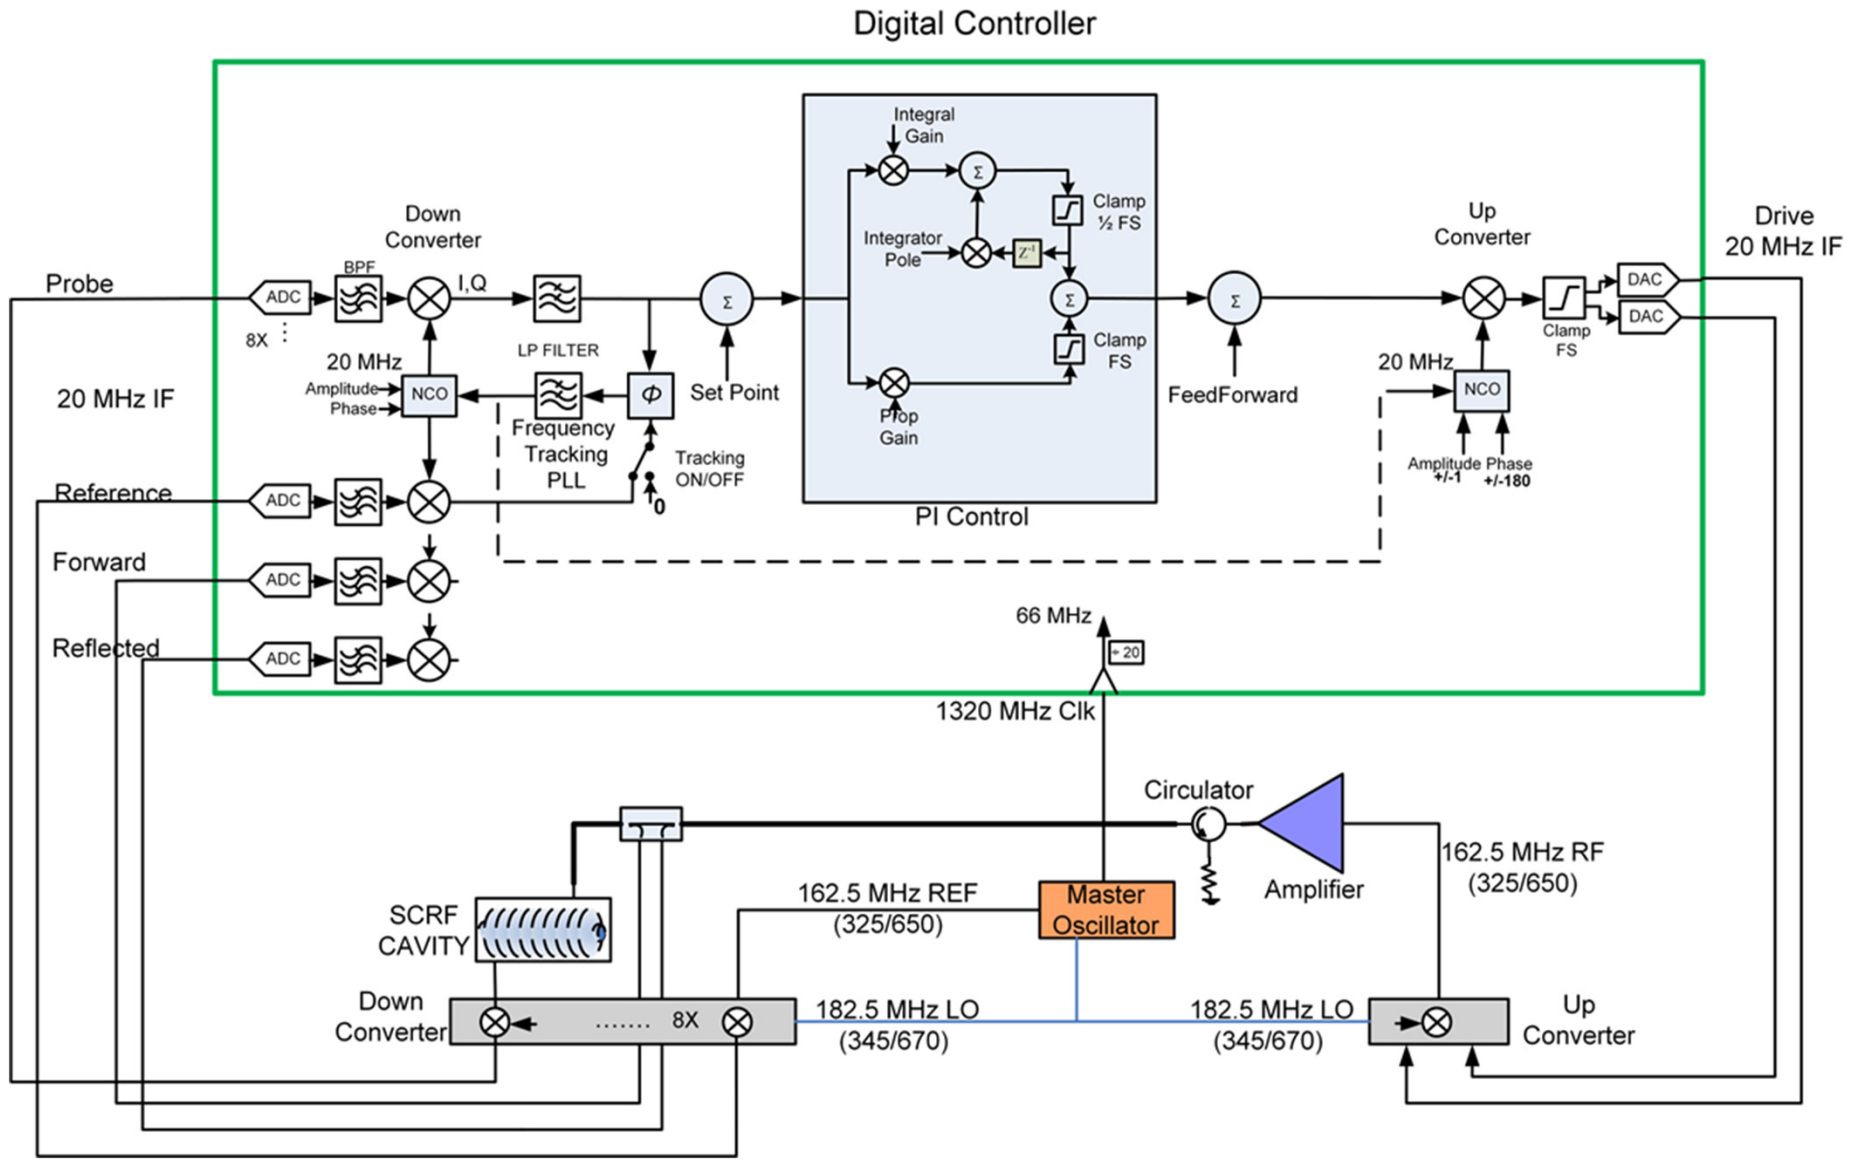 Digital Controller
Integral
Gain
Σ
Clamp
½ FS
Integrator
Pole
Z⁻¹
Σ
Clamp
FS
Prop
Gain
PI Control
Down
Converter
Probe
ADC
BPF
I,Q
8X
LP FILTER
20 MHz
Amplitude
Phase
NCO
Φ
Frequency
Tracking
PLL
Tracking
ON/OFF
0
Σ
Set Point
Σ
FeedForward
Up
Converter
Clamp
FS
DAC
DAC
Drive
20 MHz IF
20 MHz
NCO
Amplitude Phase
+/-1 +/-180
20 MHz IF
Reference
ADC
Forward
ADC
Reflected
ADC
66 MHz
÷ 20
1320 MHz Clk
Circulator
Amplifier
162.5 MHz RF
(325/650)
SCRF
CAVITY
162.5 MHz REF
(325/650)
Master
Oscillator
Down
Converter
....... 8X
182.5 MHz LO
(345/670)
182.5 MHz LO
(345/670)
Up
Converter